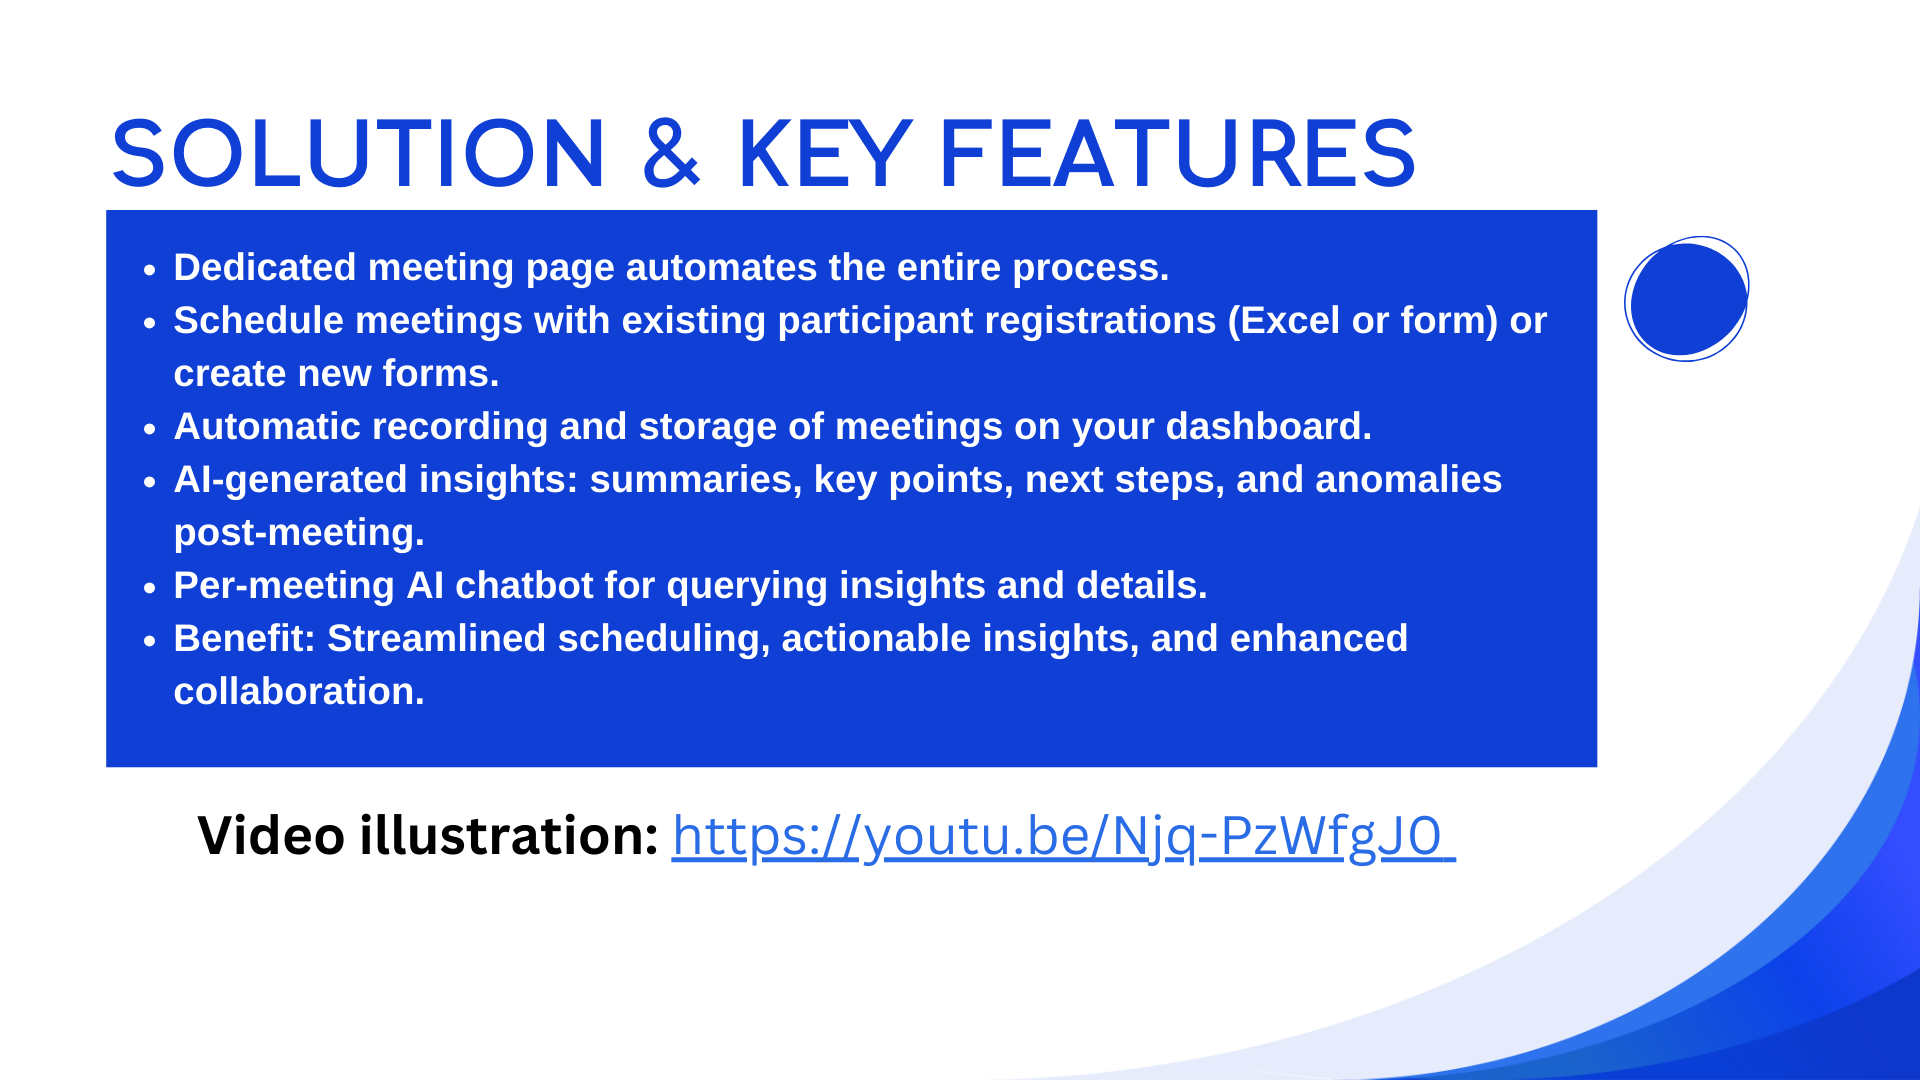 SOLUTION & KEY FEATURES
• Dedicated meeting page automates the entire process.
• Schedule meetings with existing participant registrations (Excel or form) or
create new forms.
• Automatic recording and storage of meetings on your dashboard.
• AI-generated insights: summaries, key points, next steps, and anomalies
post-meeting.
• Per-meeting AI chatbot for querying insights and details.
• Benefit: Streamlined scheduling, actionable insights, and enhanced
collaboration.
Video illustration: https://youtu.be/Njq-PzWfgJ0